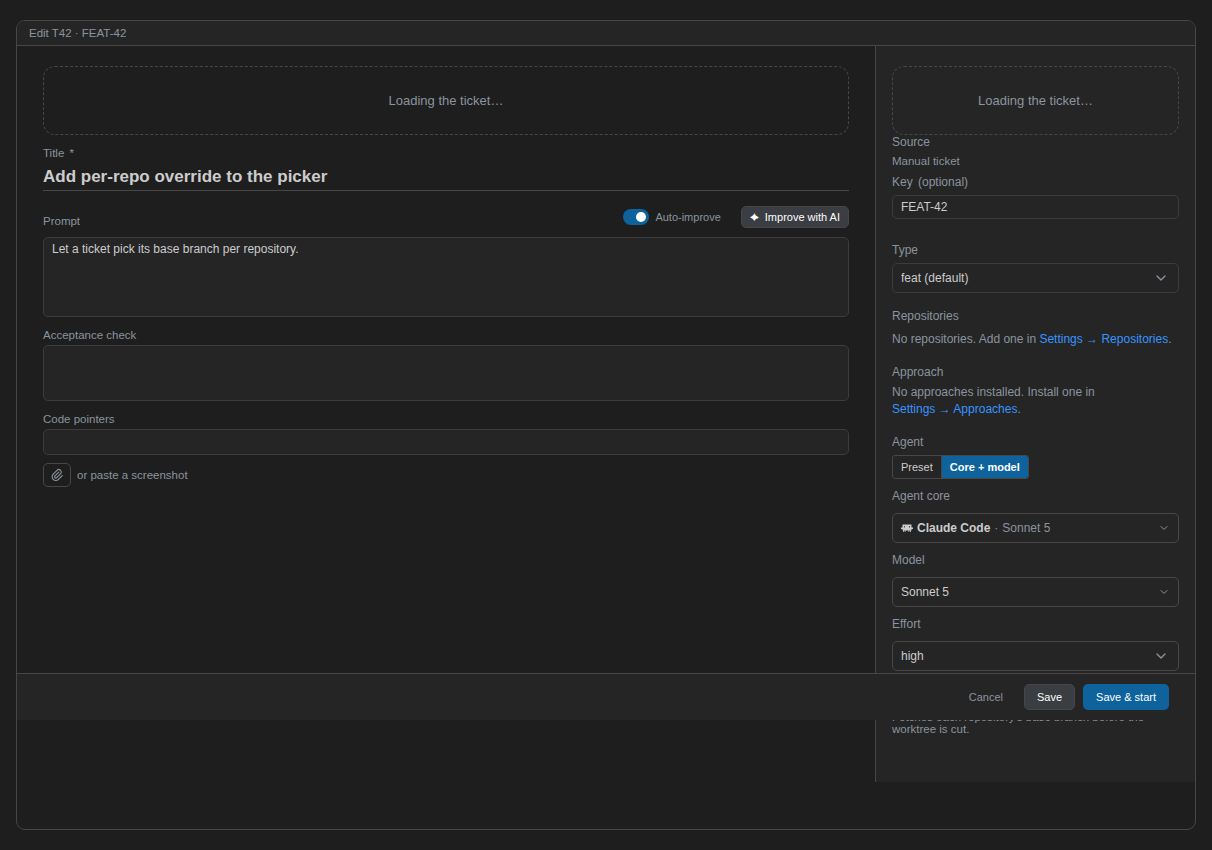 Edit T42 · FEAT-42
Loading the ticket…
Title *
Add per-repo override to the picker
Prompt
Auto-improve
Improve with AI
Let a ticket pick its base branch per repository.
Acceptance check
Code pointers
or paste a screenshot
Loading the ticket…
Source
Manual ticket
Key (optional)
FEAT-42
Type
feat (default)
Repositories
No repositories. Add one in Settings → Repositories.
Approach
No approaches installed. Install one in
Settings → Approaches.
Agent
Preset
Core + model
Agent core
Claude Code · Sonnet 5
Model
Sonnet 5
Effort
high
Cancel
Save
Save & start
worktree is cut.